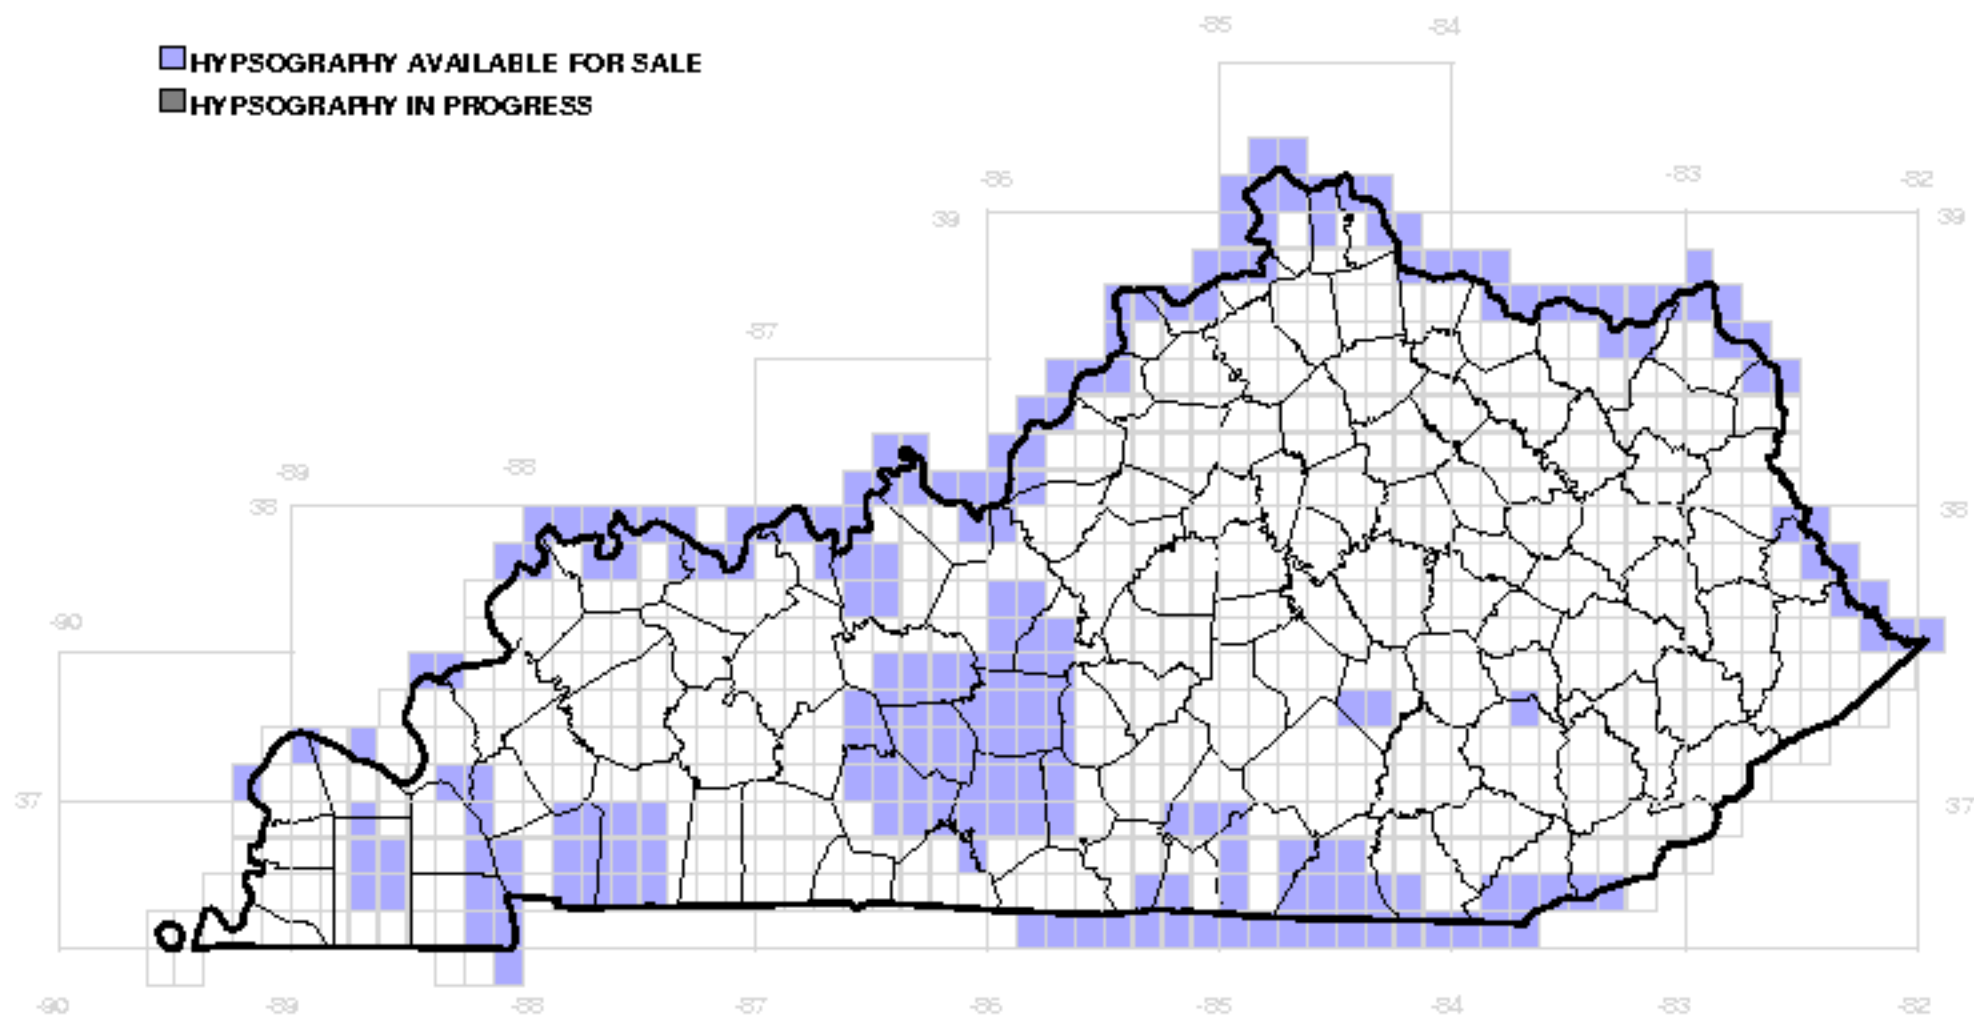 -85 -84
HYPSOGRAPHY AVAILABLE FOR SALE
HYPSOGRAPHY IN PROGRESS
-86 -83 -82
39 39
-87
-89 -88
38 38
-90
37 37
-90 -89 -88 -87 -86 -85 -84 -83 -82